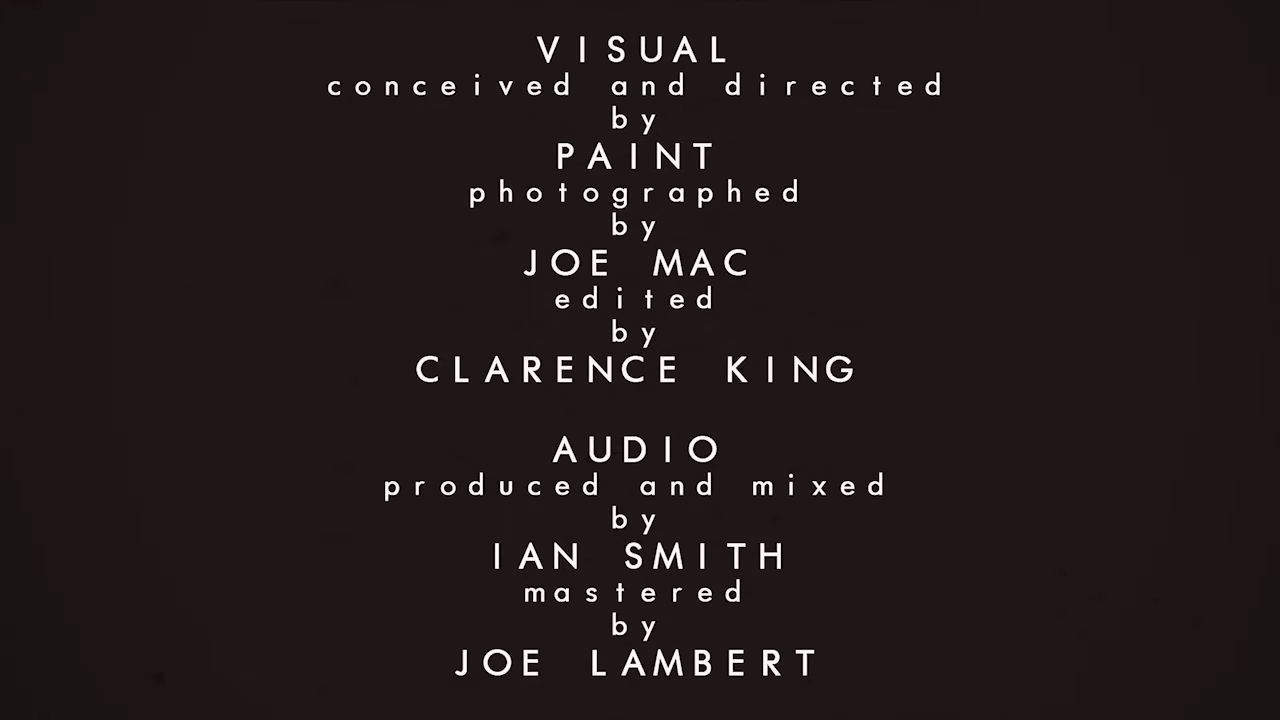 VISUAL
conceived and directed
by
PAINT
photographed
by
JOE MAC
edited
by
CLARENCE KING
AUDIO
produced and mixed
by
IAN SMITH
mastered
by
JOE LAMBERT